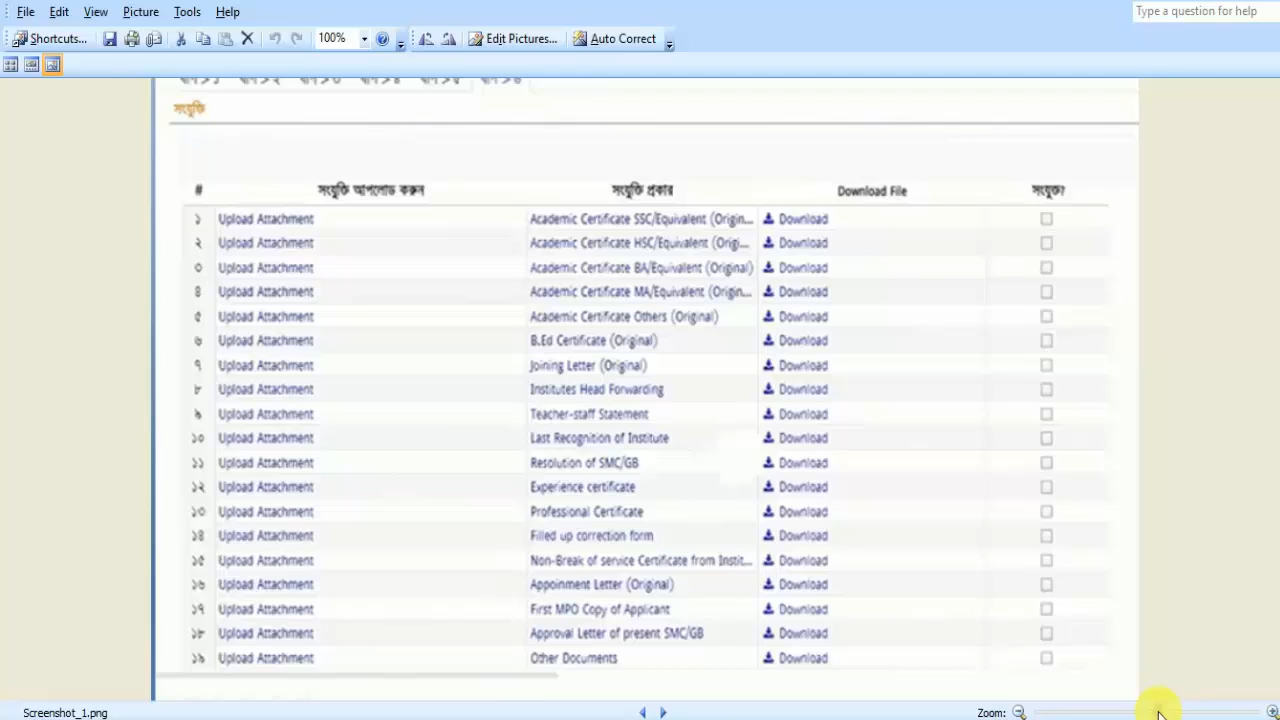 File Edit View Picture Tools Help Type a question for help
Shortcuts... 100% Edit Pictures... Auto Correct
ধাপ > ১ ধাপ > ২ ধাপ > ৩ ধাপ > ৪ ধাপ > ৫ ধাপ > ৬
সংযুক্তি
# সংযুক্তি আপলোড করুন সংযুক্তি প্রকার Download File সংযুক্ত?
১ Upload Attachment Academic Certificate SSC/Equivalent (Origin... Download
২ Upload Attachment Academic Certificate HSC/Equivalent (Origi... Download
৩ Upload Attachment Academic Certificate BA/Equivalent (Original) Download
৪ Upload Attachment Academic Certificate MA/Equivalent (Origin... Download
৫ Upload Attachment Academic Certificate Others (Original) Download
৬ Upload Attachment B.Ed Certificate (Original) Download
৭ Upload Attachment Joining Letter (Original) Download
৮ Upload Attachment Institutes Head Forwarding Download
৯ Upload Attachment Teacher-staff Statement Download
১০ Upload Attachment Last Recognition of Institute Download
১১ Upload Attachment Resolution of SMC/GB Download
১২ Upload Attachment Experience certificate Download
১৩ Upload Attachment Professional Certificate Download
১৪ Upload Attachment Filled up correction form Download
১৫ Upload Attachment Non-Break of service Certificate from Instit... Download
১৬ Upload Attachment Appoinment Letter (Original) Download
১৭ Upload Attachment First MPO Copy of Applicant Download
১৮ Upload Attachment Approval Letter of present SMC/GB Download
১৯ Upload Attachment Other Documents Download
Screenshot_1.png Zoom: